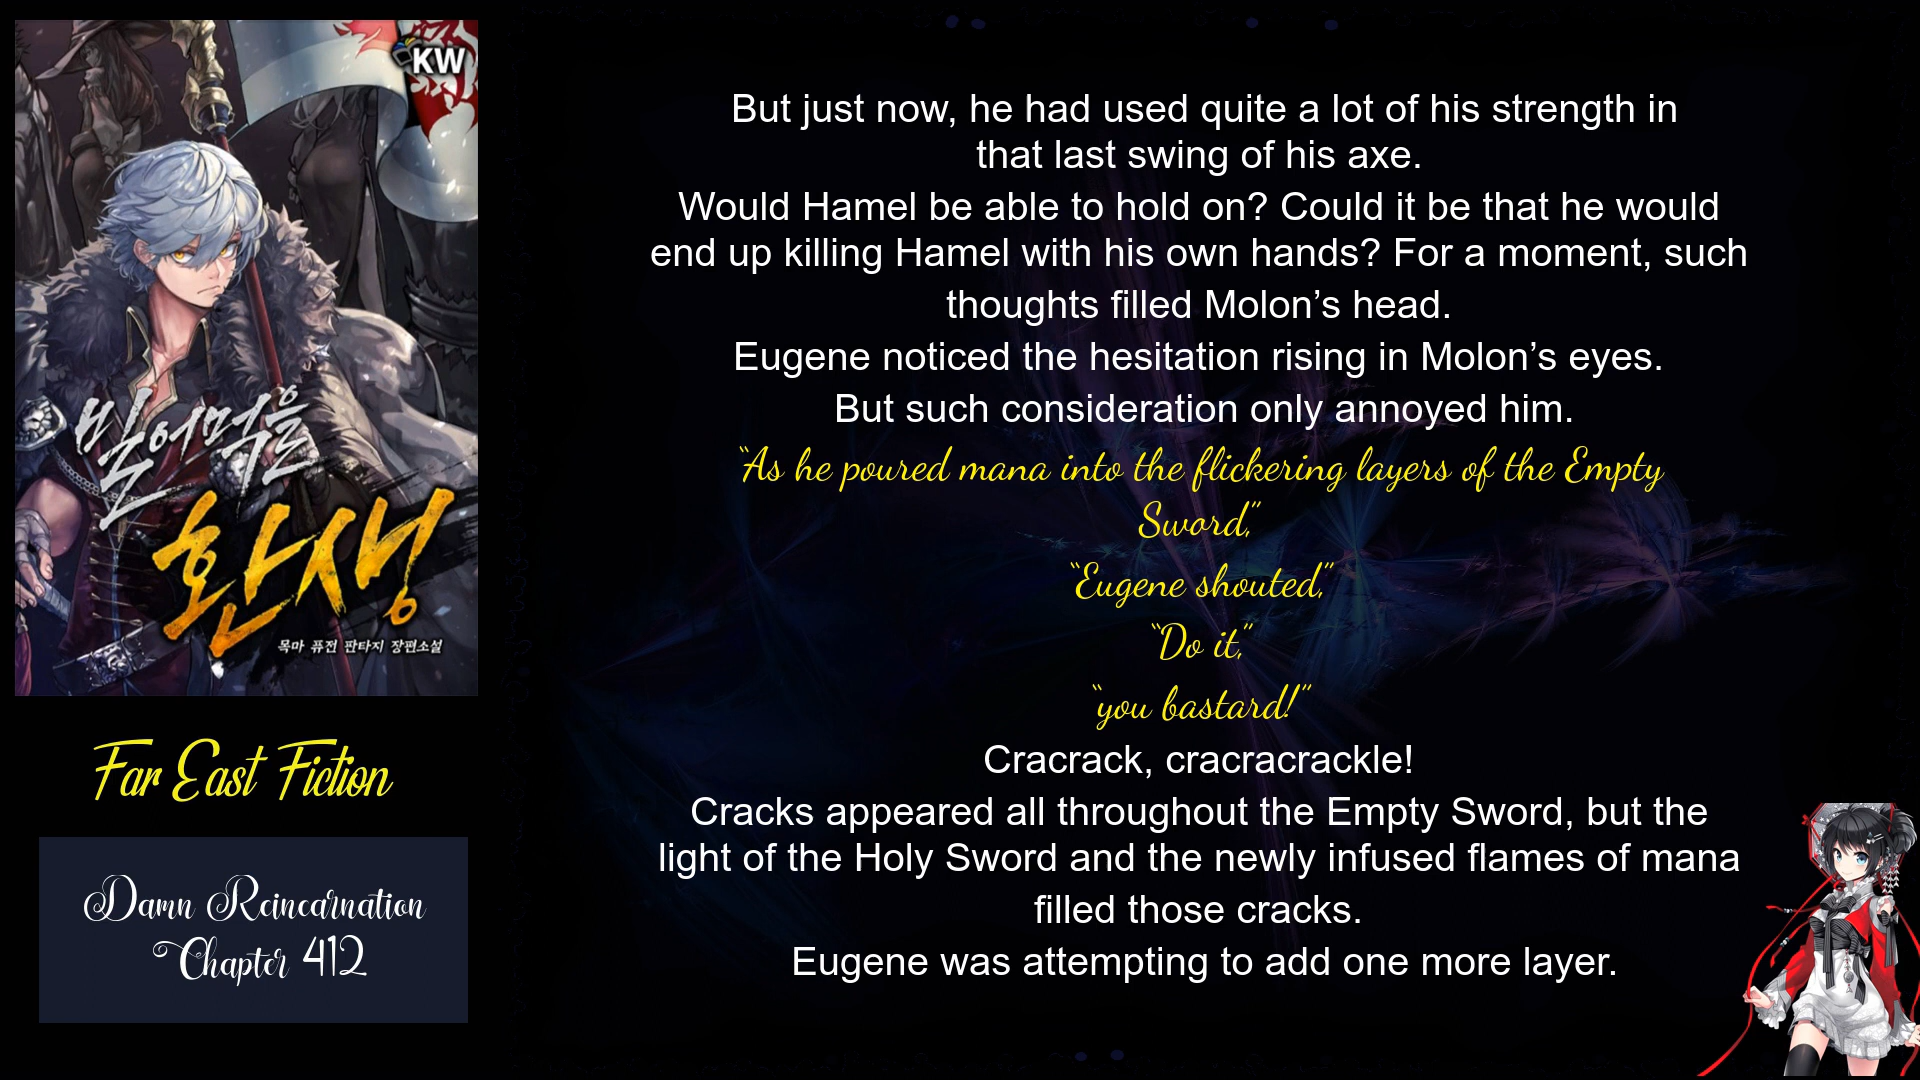 KW
빌어먹을
환생
목마 퓨전 판타지 장편소설
Far East Fiction
Damn Reincarnation
Chapter 412
But just now, he had used quite a lot of his strength in
that last swing of his axe.
Would Hamel be able to hold on? Could it be that he would
end up killing Hamel with his own hands? For a moment, such
thoughts filled Molon’s head.
Eugene noticed the hesitation rising in Molon’s eyes.
But such consideration only annoyed him.
“As he poured mana into the flickering layers of the Empty
Sword,”
“Eugene shouted,”
“Do it,”
“you bastard!”
Cracrack, cracracrackle!
Cracks appeared all throughout the Empty Sword, but the
light of the Holy Sword and the newly infused flames of mana
filled those cracks.
Eugene was attempting to add one more layer.